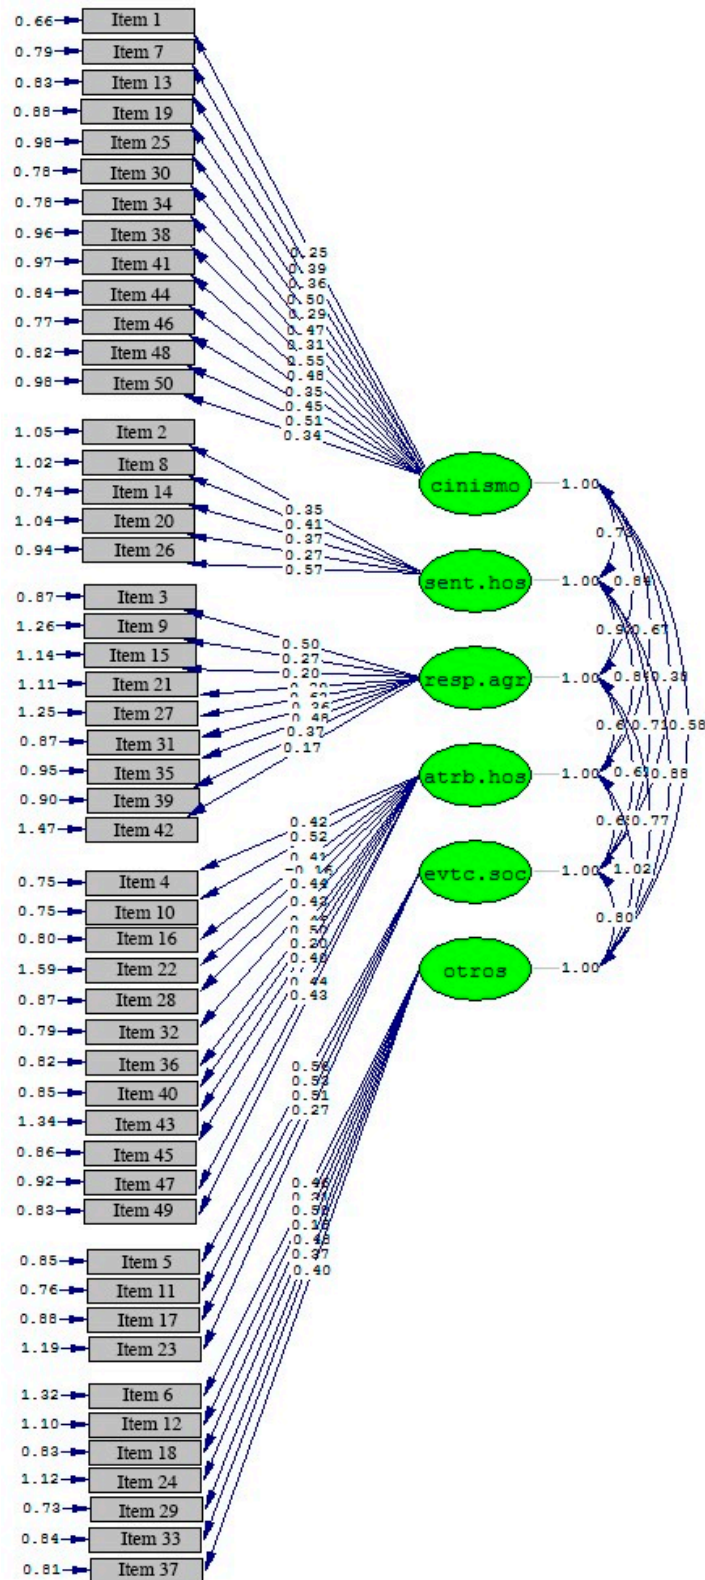 0.66 Item 1
0.79 Item 7
0.83 Item 13
0.88 Item 19
0.98 Item 25
0.78 Item 30
0.78 Item 34
0.96 Item 38
0.97 Item 41
0.84 Item 44
0.77 Item 46
0.82 Item 48
0.98 Item 50
0.25
0.39
0.36
0.50
0.29
0.47
0.31
0.55
0.48
0.35
0.45
0.51
0.34
1.05 Item 2
1.02 Item 8
0.74 Item 14
1.04 Item 20
0.94 Item 26
0.35
0.41
0.37
0.27
0.57
0.87 Item 3
1.26 Item 9
1.14 Item 15
1.11 Item 21
1.25 Item 27
0.87 Item 31
0.95 Item 35
0.90 Item 39
1.47 Item 42
0.50
0.27
0.20
0.37
0.17
0.75 Item 4
0.75 Item 10
0.80 Item 16
1.59 Item 22
0.87 Item 28
0.79 Item 32
0.82 Item 36
0.85 Item 40
1.34 Item 43
0.86 Item 45
0.92 Item 47
0.83 Item 49
0.42
0.52
0.44
0.20
0.44
0.43
0.85 Item 5
0.76 Item 11
0.88 Item 17
1.19 Item 23
0.53
0.51
0.27
1.32 Item 6
1.10 Item 12
0.83 Item 18
1.12 Item 24
0.73 Item 29
0.84 Item 33
0.81 Item 37
0.46
0.37
0.40
cinismo 1.00
sent.hos 1.00
resp.agr 1.00
atrb.hos 1.00
evtc.soc 1.00
otros 1.00
0.58
0.88
0.77
1.02
0.80